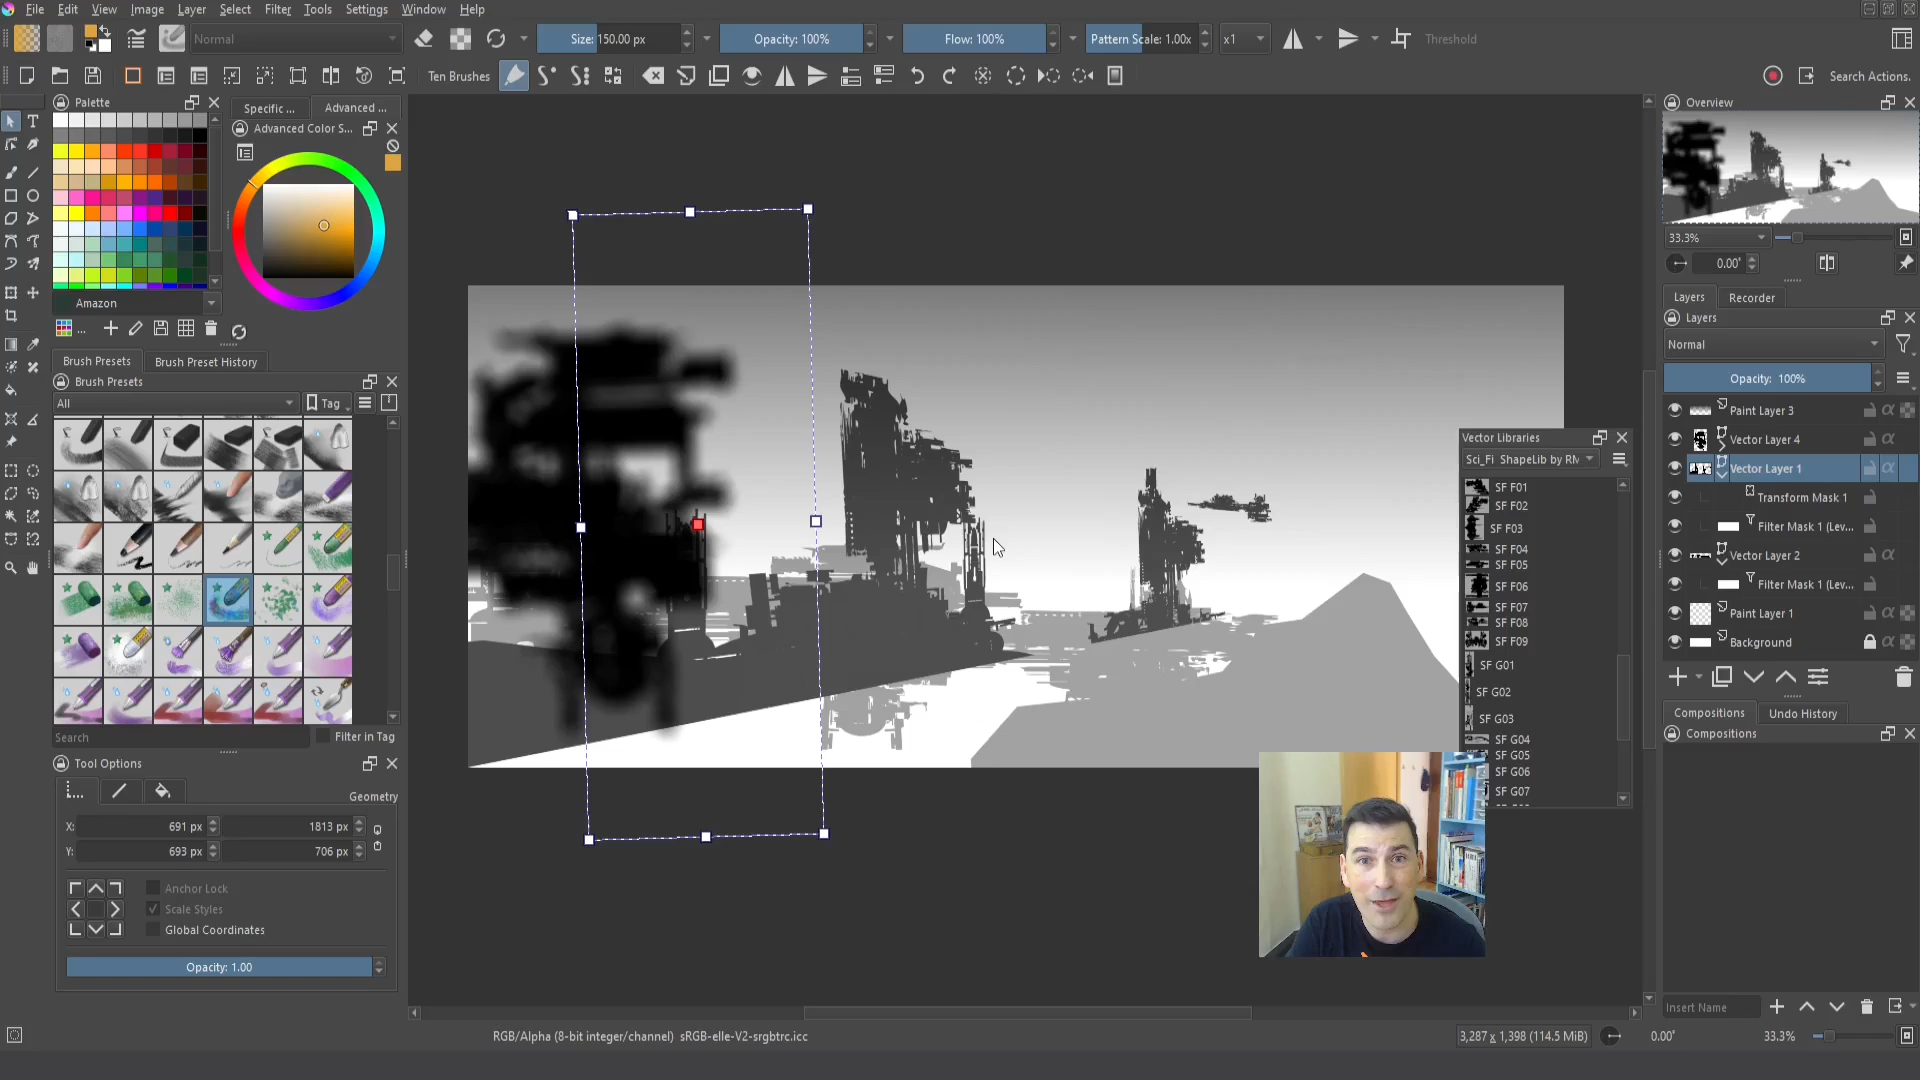 File Edit View Image Layer Select Filter Tools Settings Window Help
Normal Size: 150.00 px Opacity: 100% Flow: 100% Pattern Scale: 1.00x x1 Threshold
Ten Brushes Search Actions.
Palette
Specific ... Advanced ...
Advanced Color S...
Amazon
...
Brush Presets Brush Preset History
Brush Presets
All Tag
Search Filter in Tag
Tool Options
Geometry
X: 691 px 1813 px
Y: 693 px 706 px
Anchor Lock
Scale Styles
Global Coordinates
Opacity: 1.00
RGB/Alpha (8-bit integer/channel) sRGB-elle-V2-srgbtrc.icc
3,287 x 1,398 (114.5 MiB) 0.00° 33.3%
Vector Libraries
Sci_Fi ShapeLib by RM
SF F01
SF F02
SF F03
SF F04
SF F05
SF F06
SF F07
SF F08
SF F09
SF G01
SF G02
SF G03
SF G04
SF G05
SF G06
SF G07
Overview
33.3%
0.00°
Layers Recorder
Layers
Normal
Opacity: 100%
Paint Layer 3
Vector Layer 4
Vector Layer 1
Transform Mask 1
Filter Mask 1 (Lev...
Vector Layer 2
Filter Mask 1 (Lev...
Paint Layer 1
Background
Compositions Undo History
Compositions
Insert Name